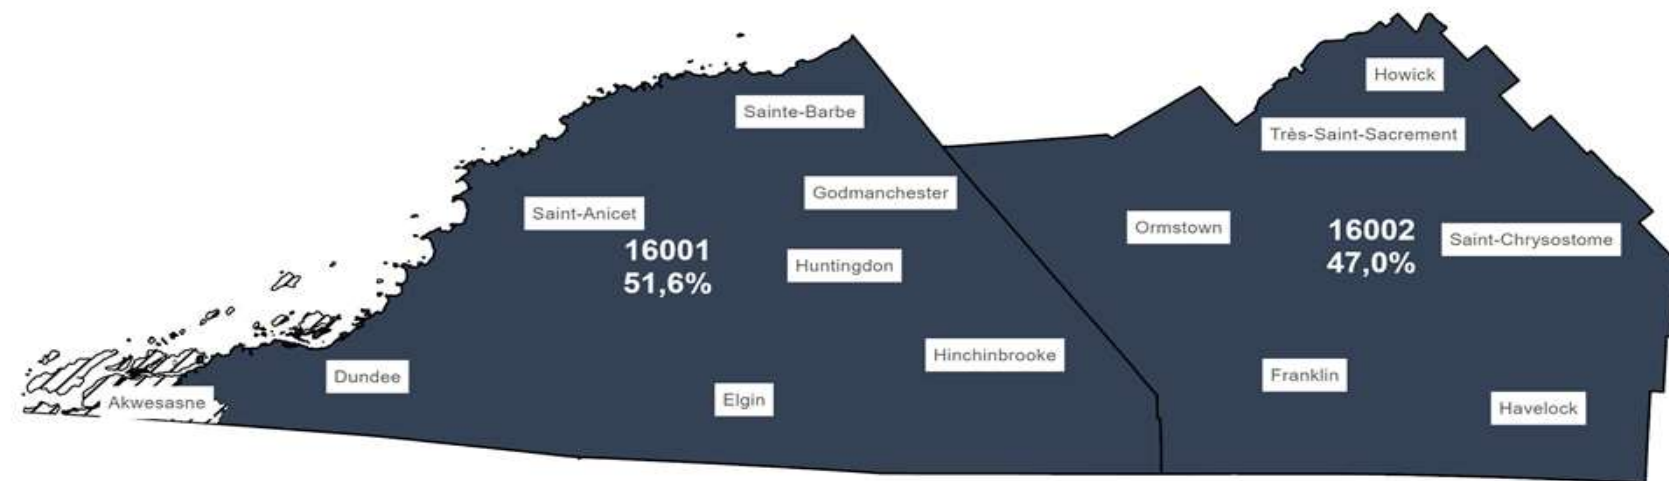 Howick
Sainte-Barbe
Très-Saint-Sacrement
Godmanchester
Saint-Anicet
Ormstown
16002
47,0%
Saint-Chrysostome
16001
51,6%
Huntingdon
Hinchinbrooke
Dundee
Franklin
Elgin
Akwesasne
Havelock